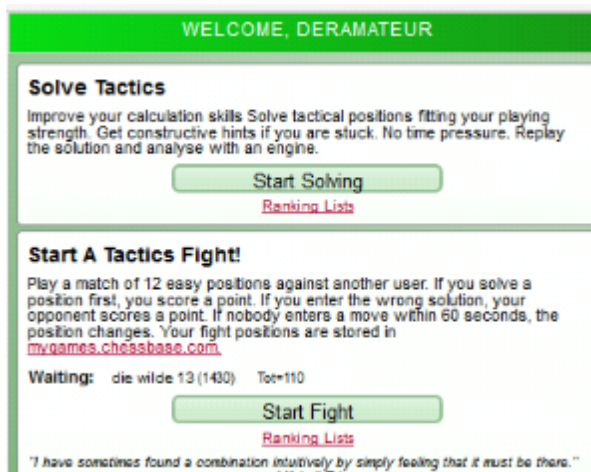 WELCOME, DERAMATEUR
Solve Tactics
Improve your calculation skills Solve tactical positions fitting your playing
strength. Get constructive hints if you are stuck. No time pressure. Replay
the solution and analyse with an engine.
Start Solving
Ranking Lists
Start A Tactics Fight!
Play a match of 12 easy positions against another user. If you solve a
position first, you score a point. If you enter the wrong solution, your
opponent scores a point. If nobody enters a move within 60 seconds, the
position changes. Your fight positions are stored in
mygames.chessbase.com.
Waiting: die wilde 13 (1430) Tot=110
Start Fight
Ranking Lists
"I have sometimes found a combination intuitively by simply feeling that it must be there."